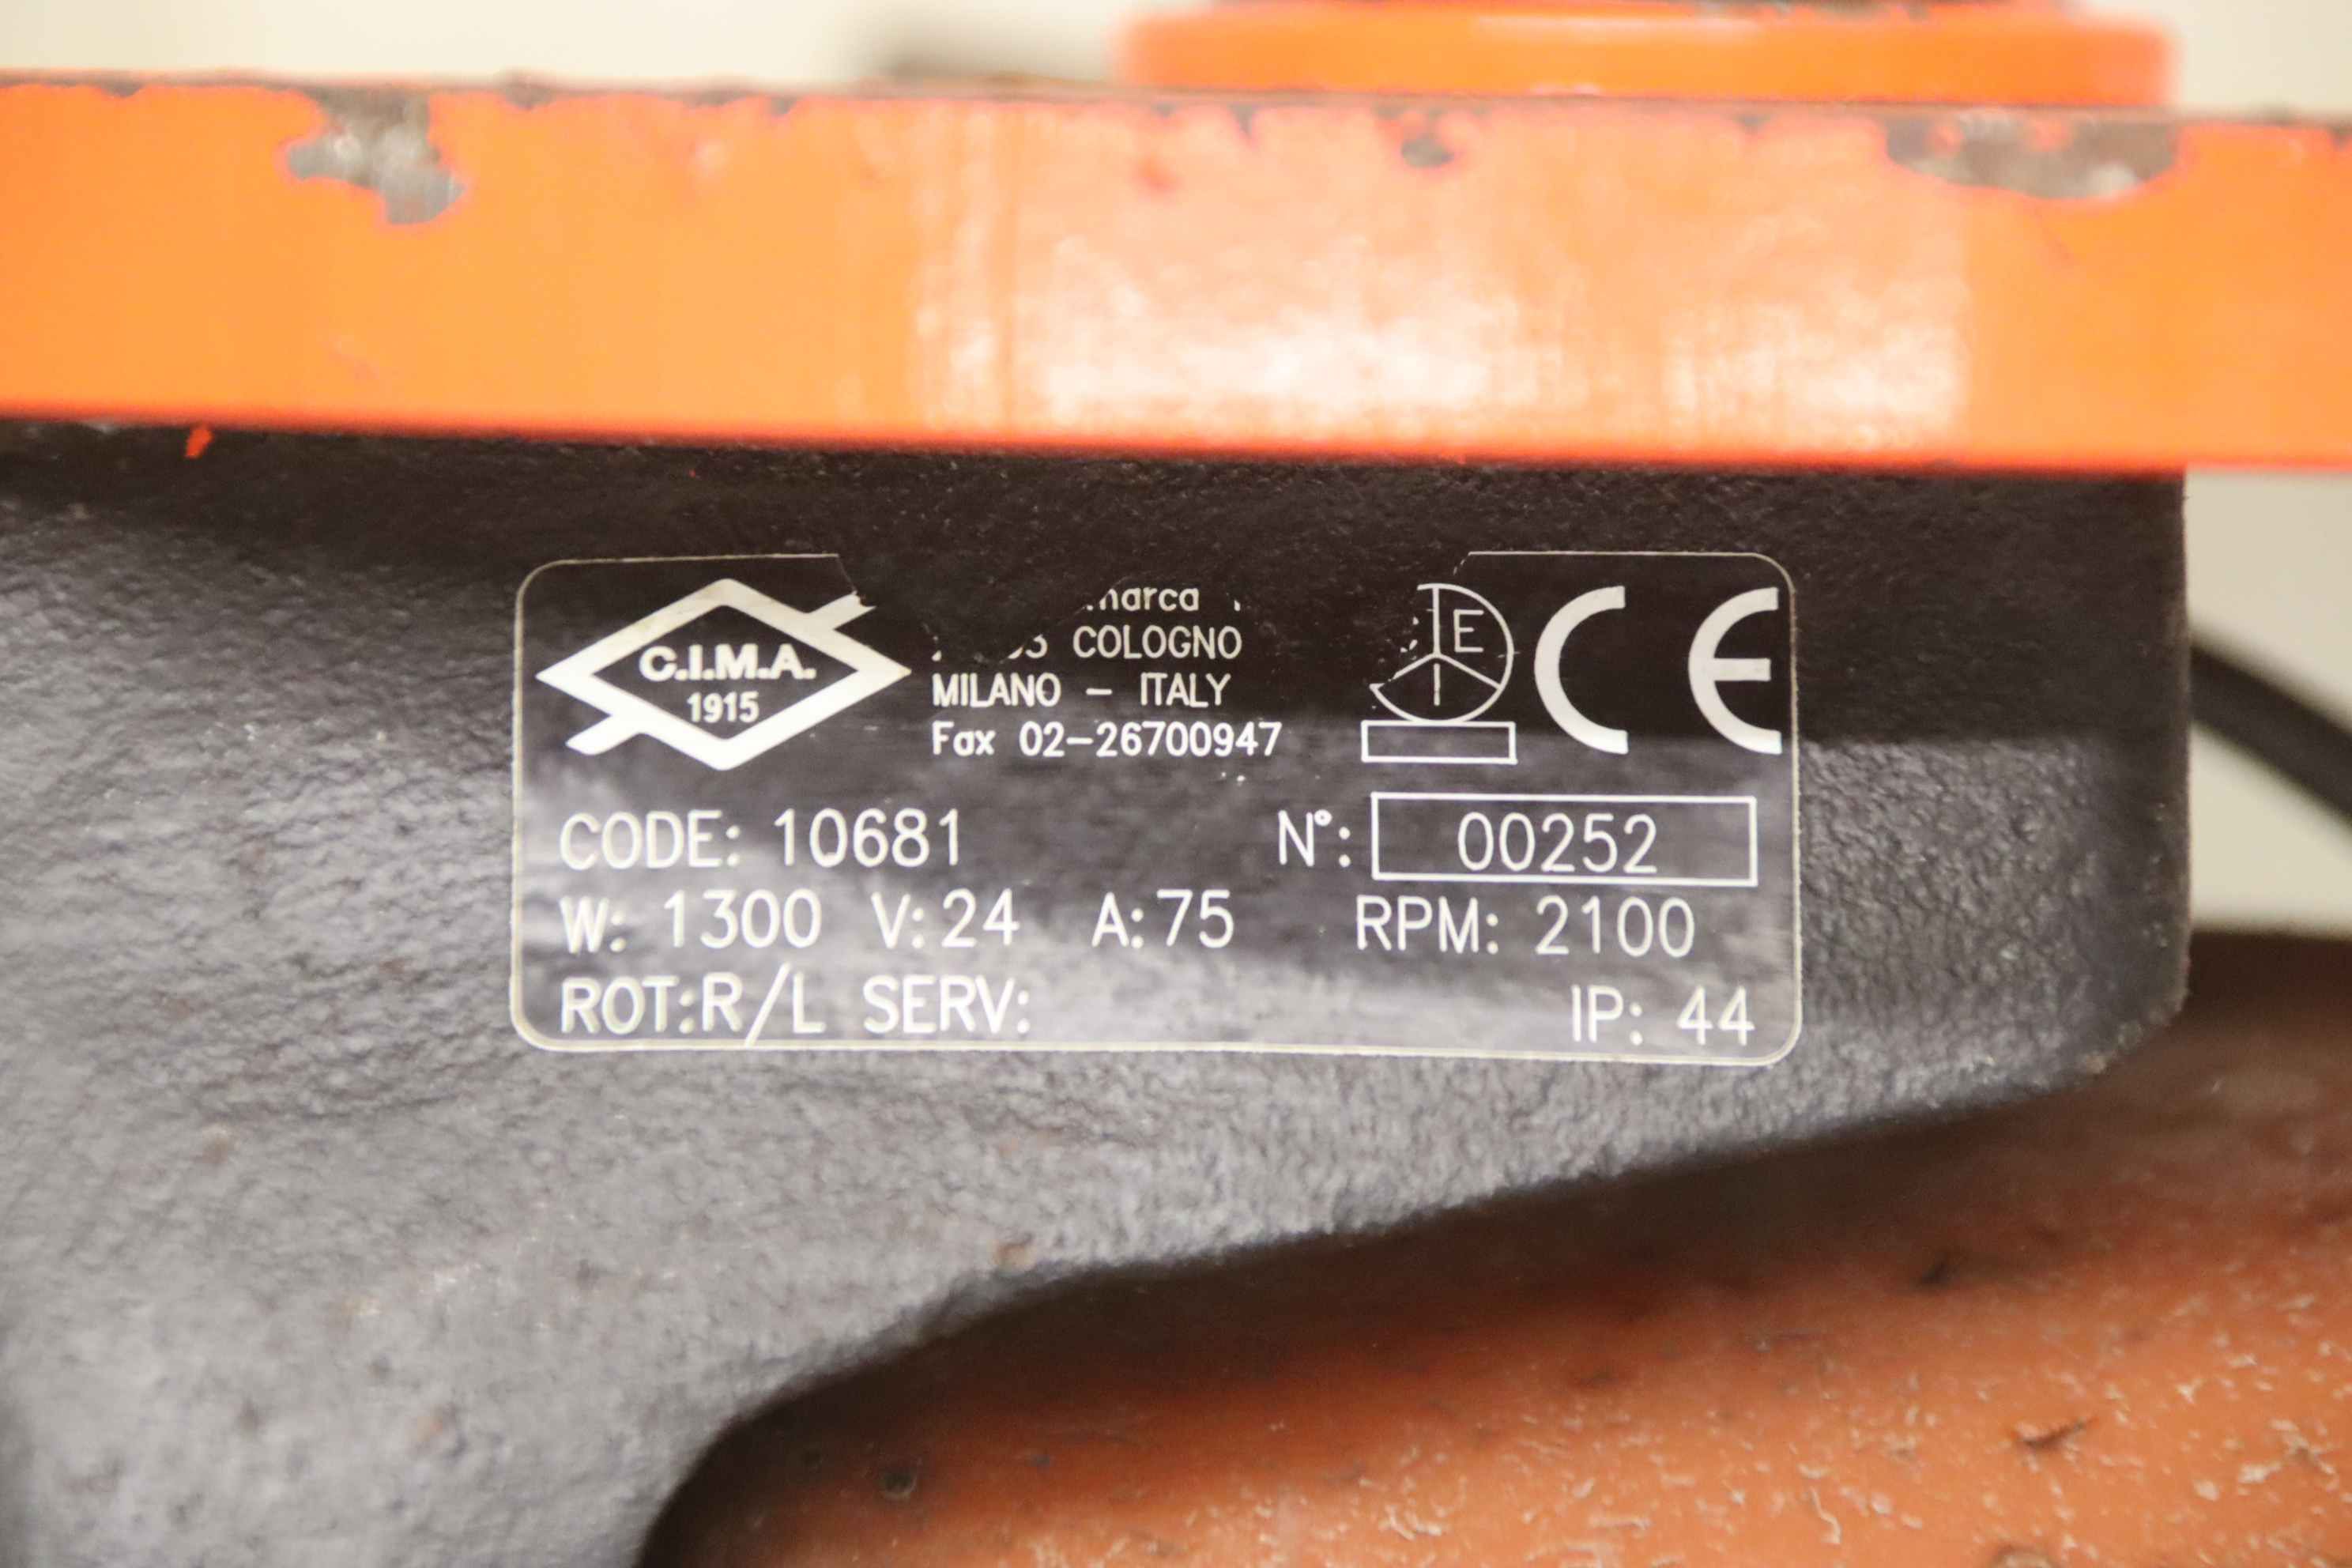 C.I.M.A.
1915
COLOGNO
MILANO - ITALY
Fax 02-26700947
E
I
CE
CODE: 10681 N°: 00252
W: 1300 V: 24 A: 75 RPM: 2100
ROT: R/L SERV: IP: 44